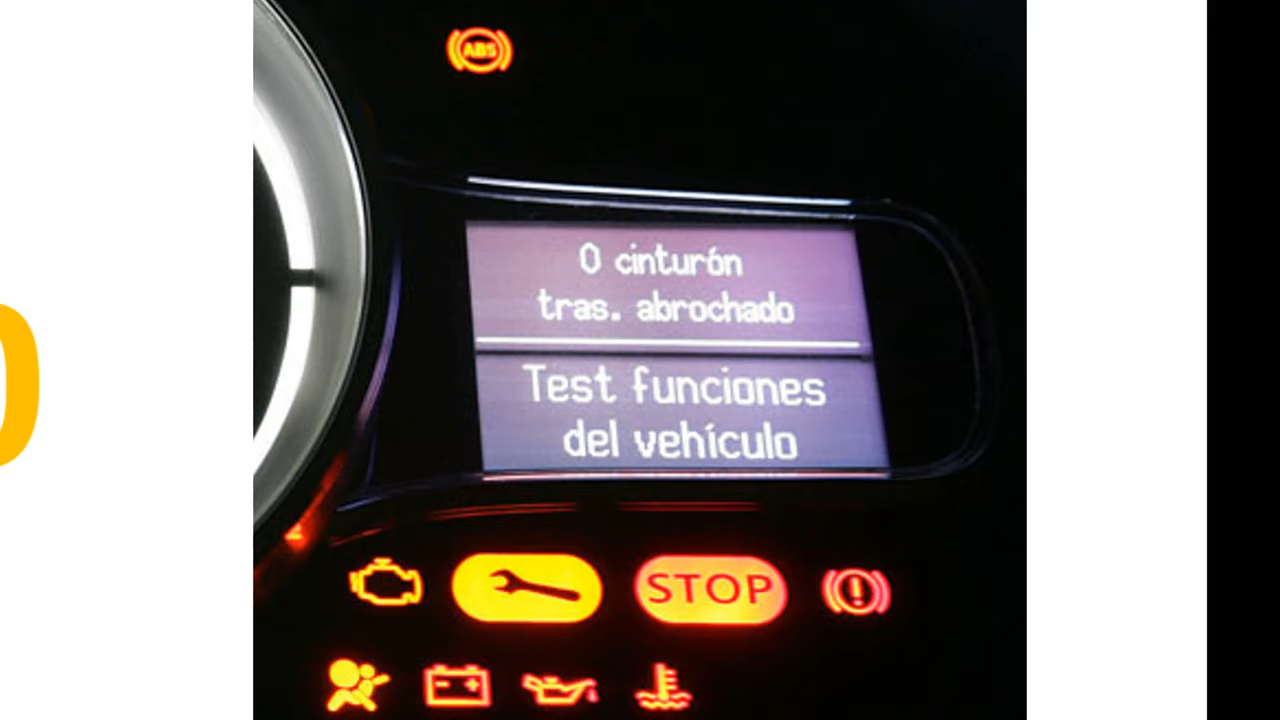 ABS
0 cinturón
tras. abrochado
Test funciones
del vehículo
STOP